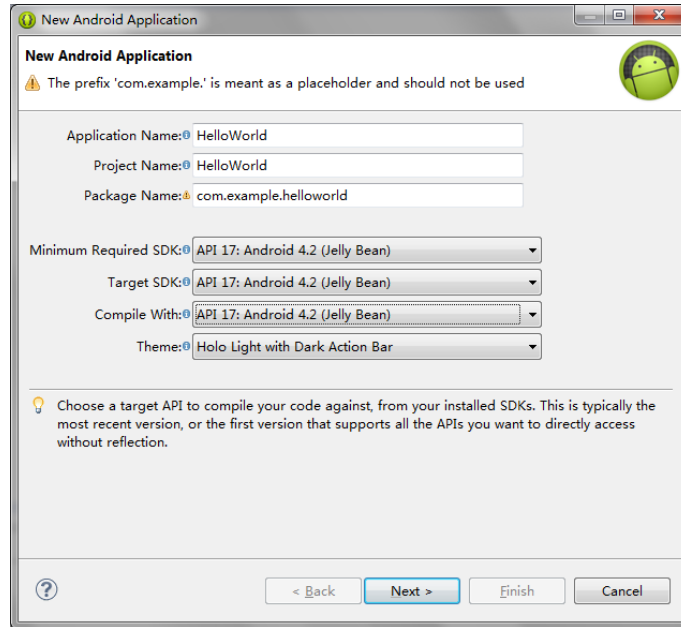 New Android Application
New Android Application
The prefix 'com.example.' is meant as a placeholder and should not be used
Application Name: HelloWorld
Project Name: HelloWorld
Package Name: com.example.helloworld
Minimum Required SDK: API 17: Android 4.2 (Jelly Bean)
Target SDK: API 17: Android 4.2 (Jelly Bean)
Compile With: API 17: Android 4.2 (Jelly Bean)
Theme: Holo Light with Dark Action Bar
Choose a target API to compile your code against, from your installed SDKs. This is typically the
most recent version, or the first version that supports all the APIs you want to directly access
without reflection.
< Back Next > Finish Cancel